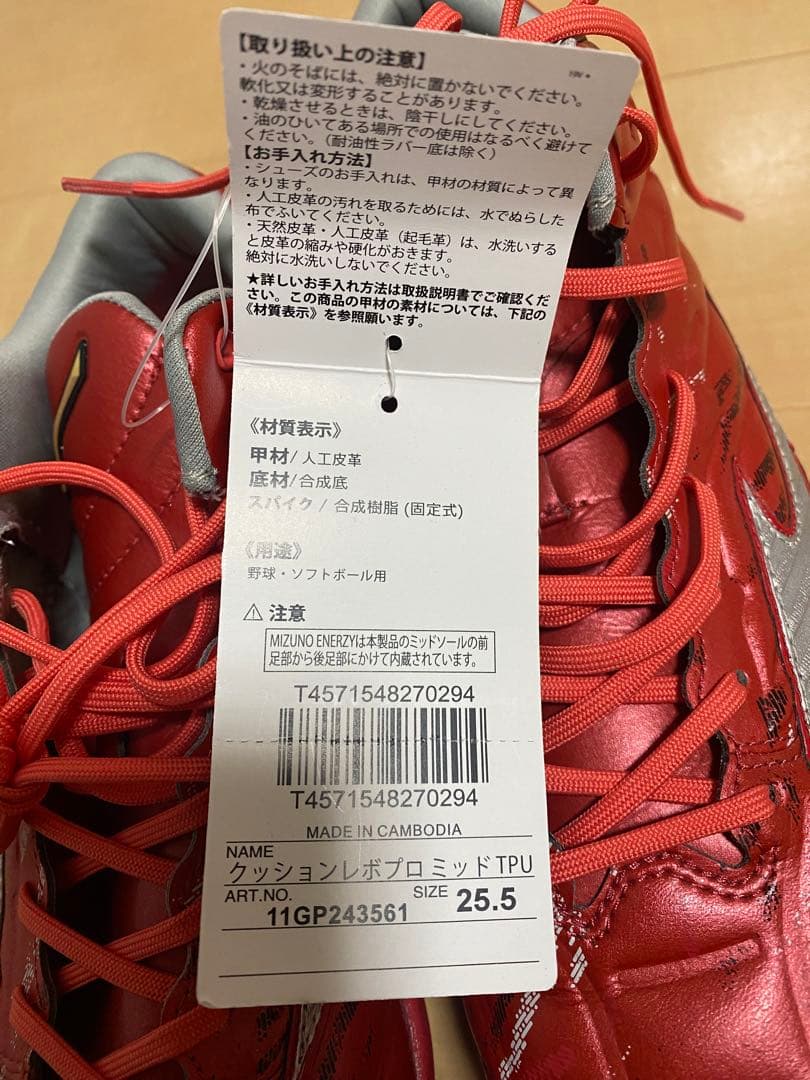 【取り扱い上の注意】
・火のそばには、絶対に置かないでください。
軟化又は変形することがあります。
・乾燥させるときは、陰干しにしてください。
・油のひいてある場所での使用はなるべく避けて
ください。（耐油性ラバー底は除く）
【お手入れ方法】
・シューズのお手入れは、甲材の材質によって異
なります。
・人工皮革の汚れを取るためには、水でぬらした
布でふいてください。
・天然皮革・人工皮革（起毛革）は、水洗いする
と皮革の縮みや硬化がおきます。
絶対に水洗いしないでください。
★詳しいお手入れ方法は取扱説明書でご確認くだ
さい。この商品の甲材の素材については、下記の
《材質表示》を参照願います。
《材質表示》
甲材/人工皮革
底材/合成底
スパイク/合成樹脂(固定式)
《用途》
野球・ソフトボール用
⚠注意
MIZUNO ENERZYは本製品のミッドソールの前
足部から後足部にかけて内蔵されています。
T4571548270294
T4571548270294
MADE IN CAMBODIA
NAME
クッションレボプロミッドTPU
ART.NO. 11GP243561 SIZE 25.5